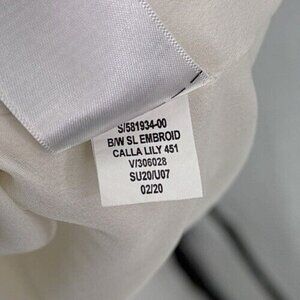 S/581934-00
B/W SL EMBROID
CALLA LILY 451
V/306028
SU20/U07
02/20